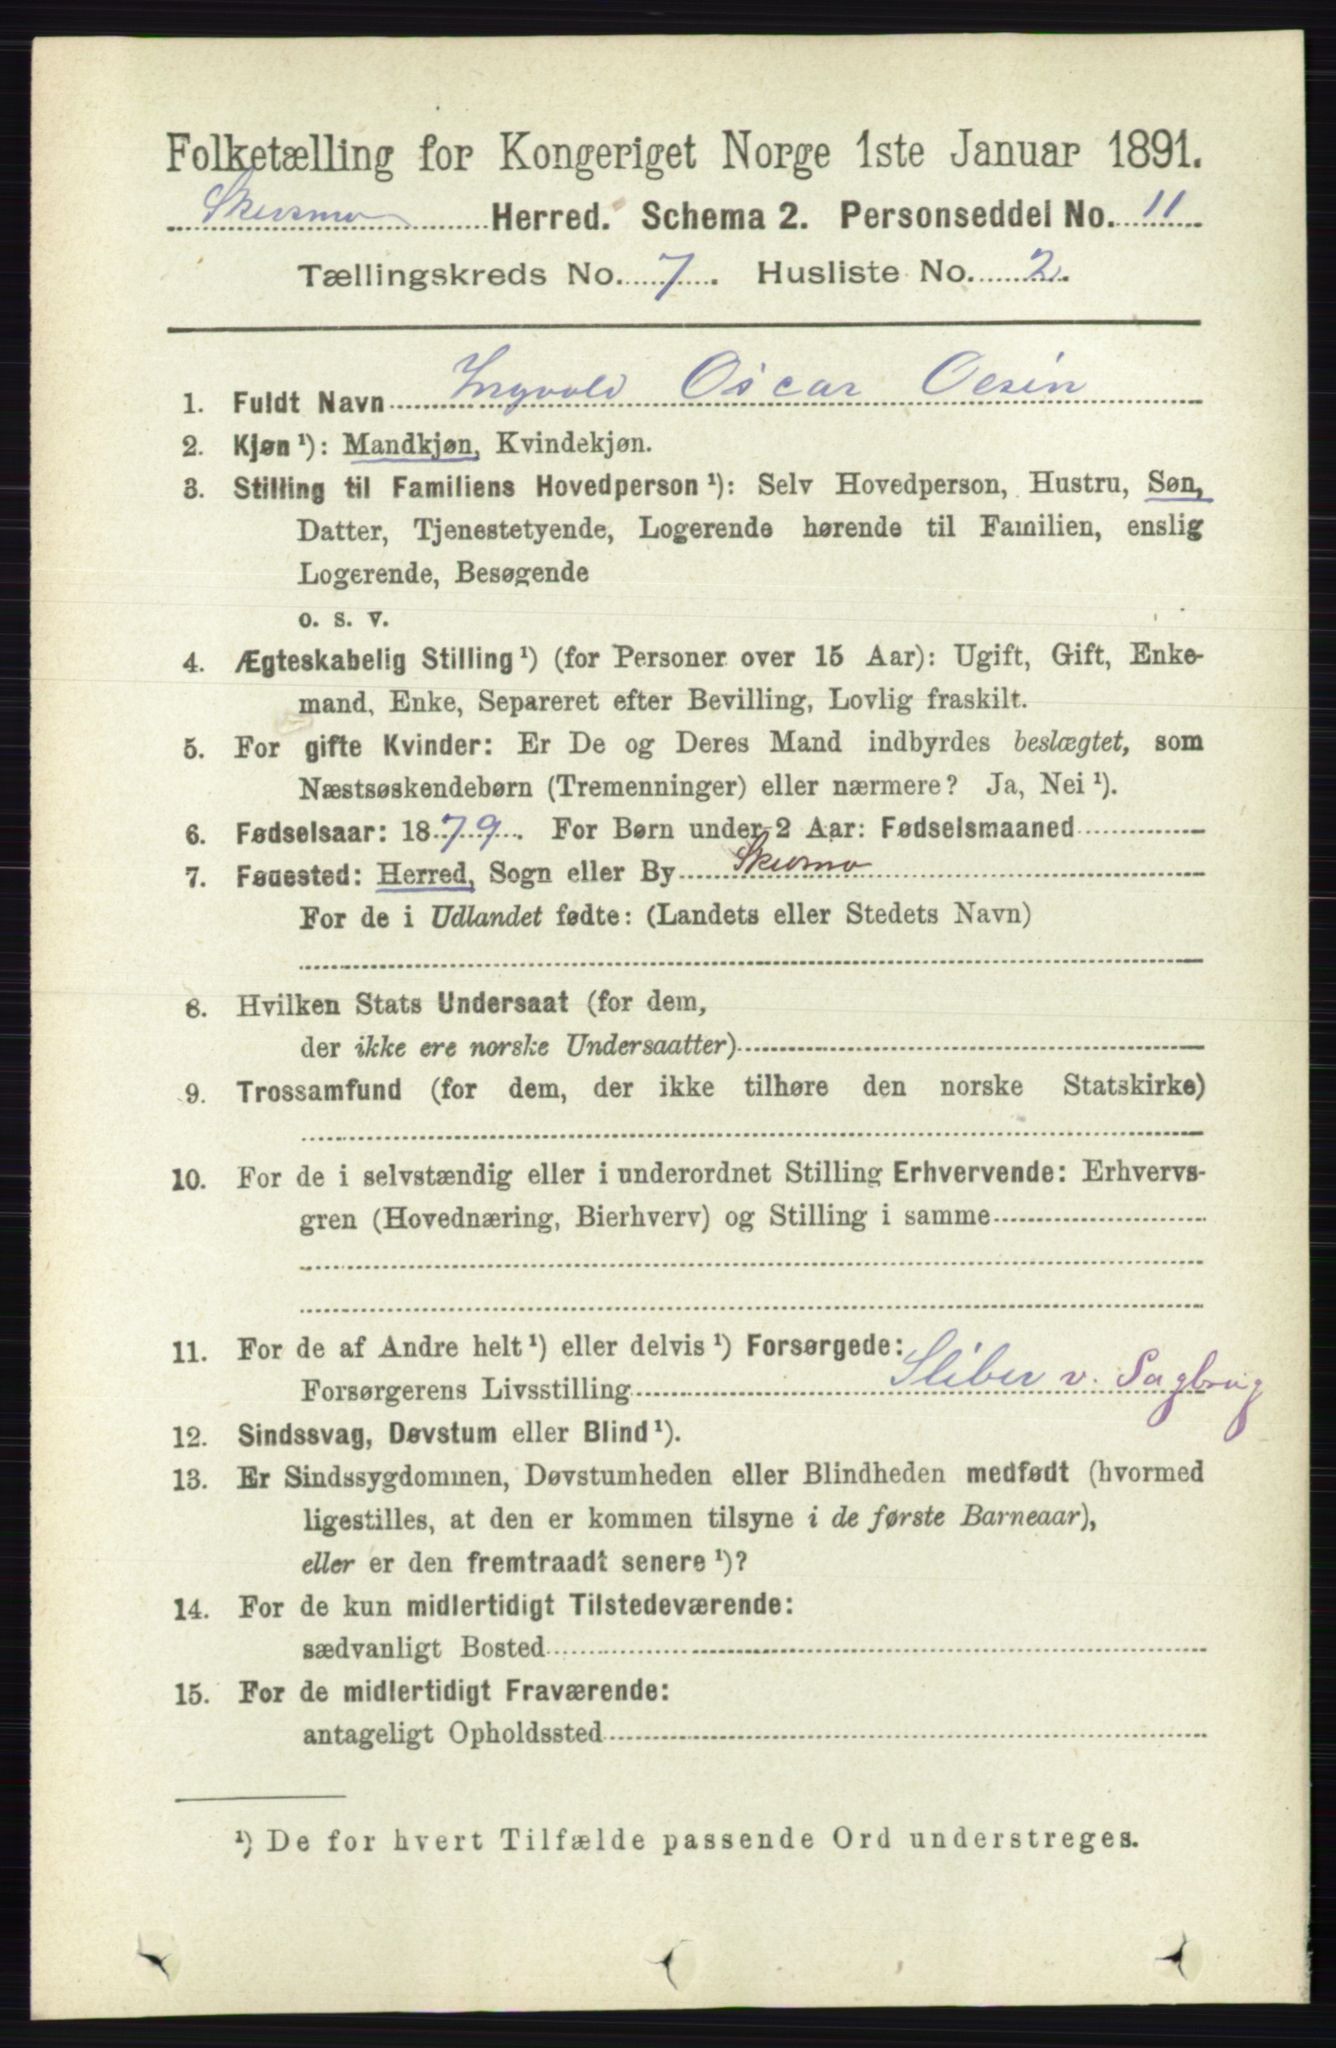 Folketælling for Kongeriget Norge 1ste Januar 1891.
Skeismo Herred. Schema 2. Personseddel No. 11
Tællingskreds No. 7. Husliste No. 2.
1. Fuldt Navn Ingvald Oscar
2. Kjøn ¹): Mandkjøn, Kvindekjøn.
3. Stilling til Familiens Hovedperson ¹): Selv Hovedperson, Hustru, Søn,
Datter, Tjenestetyende, Logerende hørende til Familien, enslig
Logerende, Besøgende
o. s. v.
4. Ægteskabelig Stilling ¹) (for Personer over 15 Aar): Ugift, Gift, Enke-
mand, Enke, Separeret efter Bevilling, Lovlig fraskilt.
5. For gifte Kvinder: Er De og Deres Mand indbyrdes beslægtet, som
Næstsøskendebørn (Tremenninger) eller nærmere? Ja, Nei ¹).
6. Fødselsaar: 1879. For Børn under 2 Aar: Fødselsmaaned
7. Føuested: Herred, Sogn eller By Skeismo
For de i Udlandet fødte: (Landets eller Stedets Navn)
8. Hvilken Stats Undersaat (for dem,
der ikke ere norske Undersaatter)
9. Trossamfund (for dem, der ikke tilhøre den norske Statskirke)
10. For de i selvstændig eller i underordnet Stilling Erhvervende: Erhvervs-
gren (Hovednæring, Bierhverv) og Stilling i samme
11. For de af Andre helt ¹) eller delvis ¹) Forsørgede:
Forsørgerens Livsstilling Sliber v. Sagbrug
12. Sindssvag, Døvstum eller Blind ¹).
13. Er Sindssygdommen, Døvstumheden eller Blindheden medfødt (hvormed
ligestilles, at den er kommen tilsyne i de første Barneaar),
eller er den fremtraadt senere ¹)?
14. For de kun midlertidigt Tilstedeværende:
sædvanligt Bosted
15. For de midlertidigt Fraværende:
antageligt Opholdssted
¹) De for hvert Tilfælde passende Ord understreges.